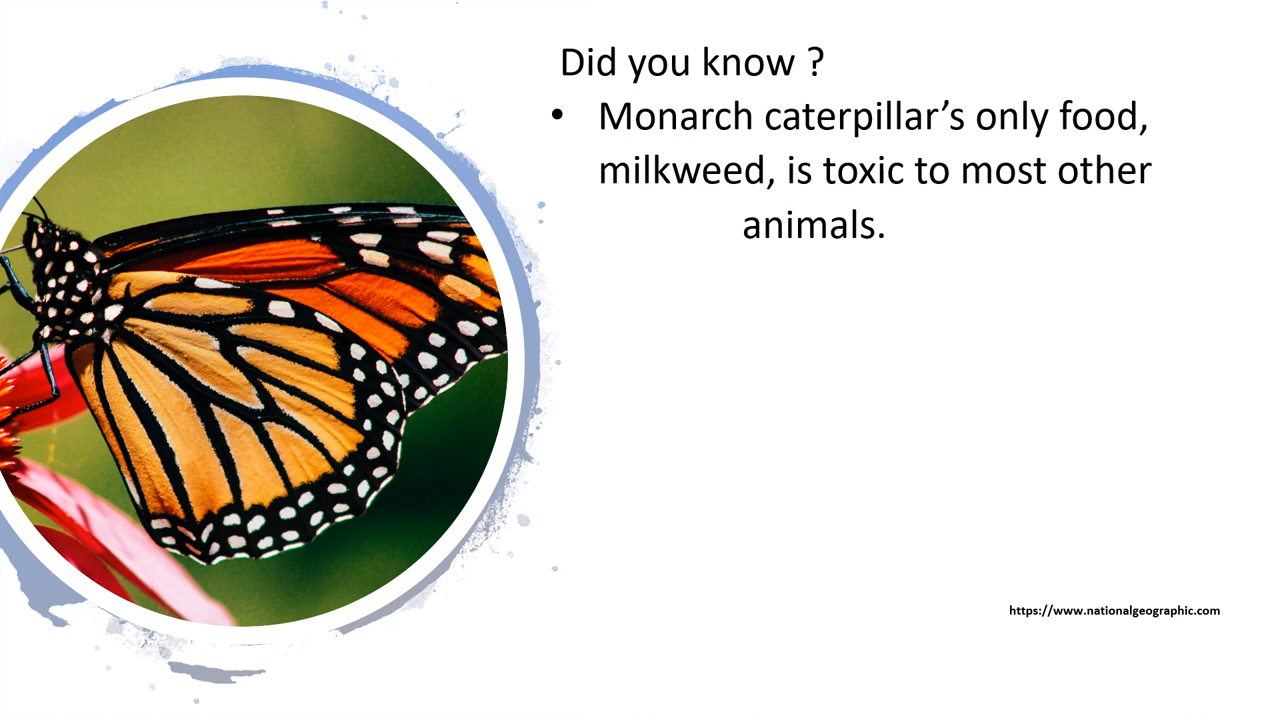 Did you know ?
• Monarch caterpillar’s only food,
milkweed, is toxic to most other
animals.
https://www.nationalgeographic.com